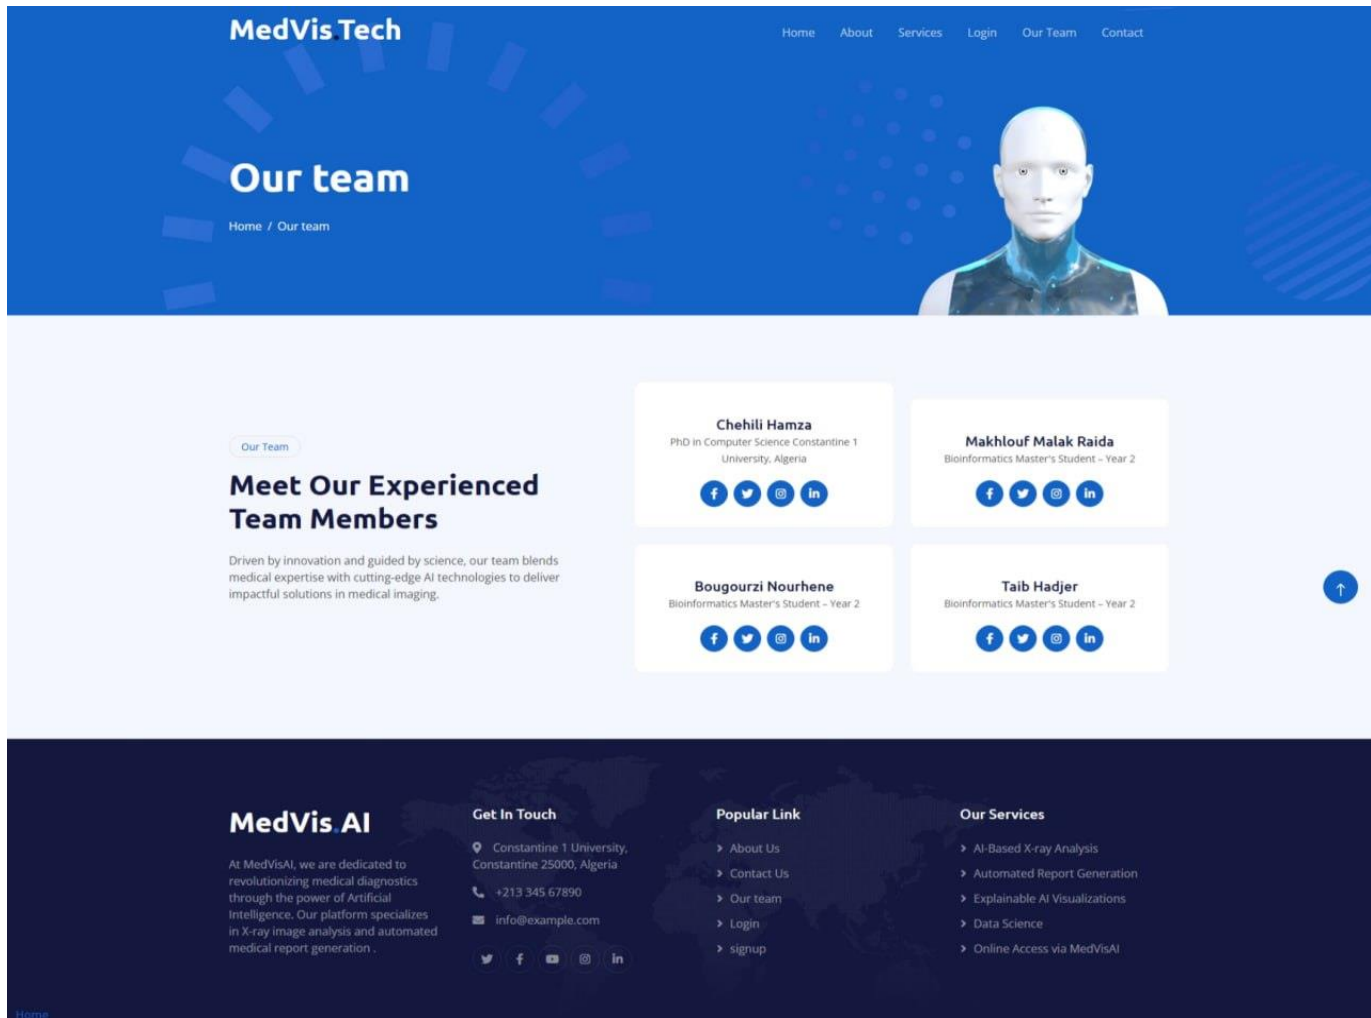 MedVis.Tech
Home About Services Login Our Team Contact
Our team
Home / Our team
Our Team
Meet Our Experienced
Team Members
Driven by innovation and guided by science, our team blends
medical expertise with cutting-edge AI technologies to deliver
impactful solutions in medical imaging.
Chehili Hamza
PhD in Computer Science Constantine 1
University, Algeria
Makhlouf Malak Raida
Bioinformatics Master's Student – Year 2
Bougourzi Nourhene
Bioinformatics Master's Student – Year 2
Taib Hadjer
Bioinformatics Master's Student – Year 2
MedVis.AI
At MedVisAI, we are dedicated to
revolutionizing medical diagnostics
through the power of Artificial
Intelligence. Our platform specializes
in X-ray image analysis and automated
medical report generation .
Get In Touch
Constantine 1 University,
Constantine 25000, Algeria
+213 345 67890
info@example.com
Popular Link
About Us
Contact Us
Our team
Login
signup
Our Services
AI-Based X-ray Analysis
Automated Report Generation
Explainable AI Visualizations
Data Science
Online Access via MedVisAI
Home